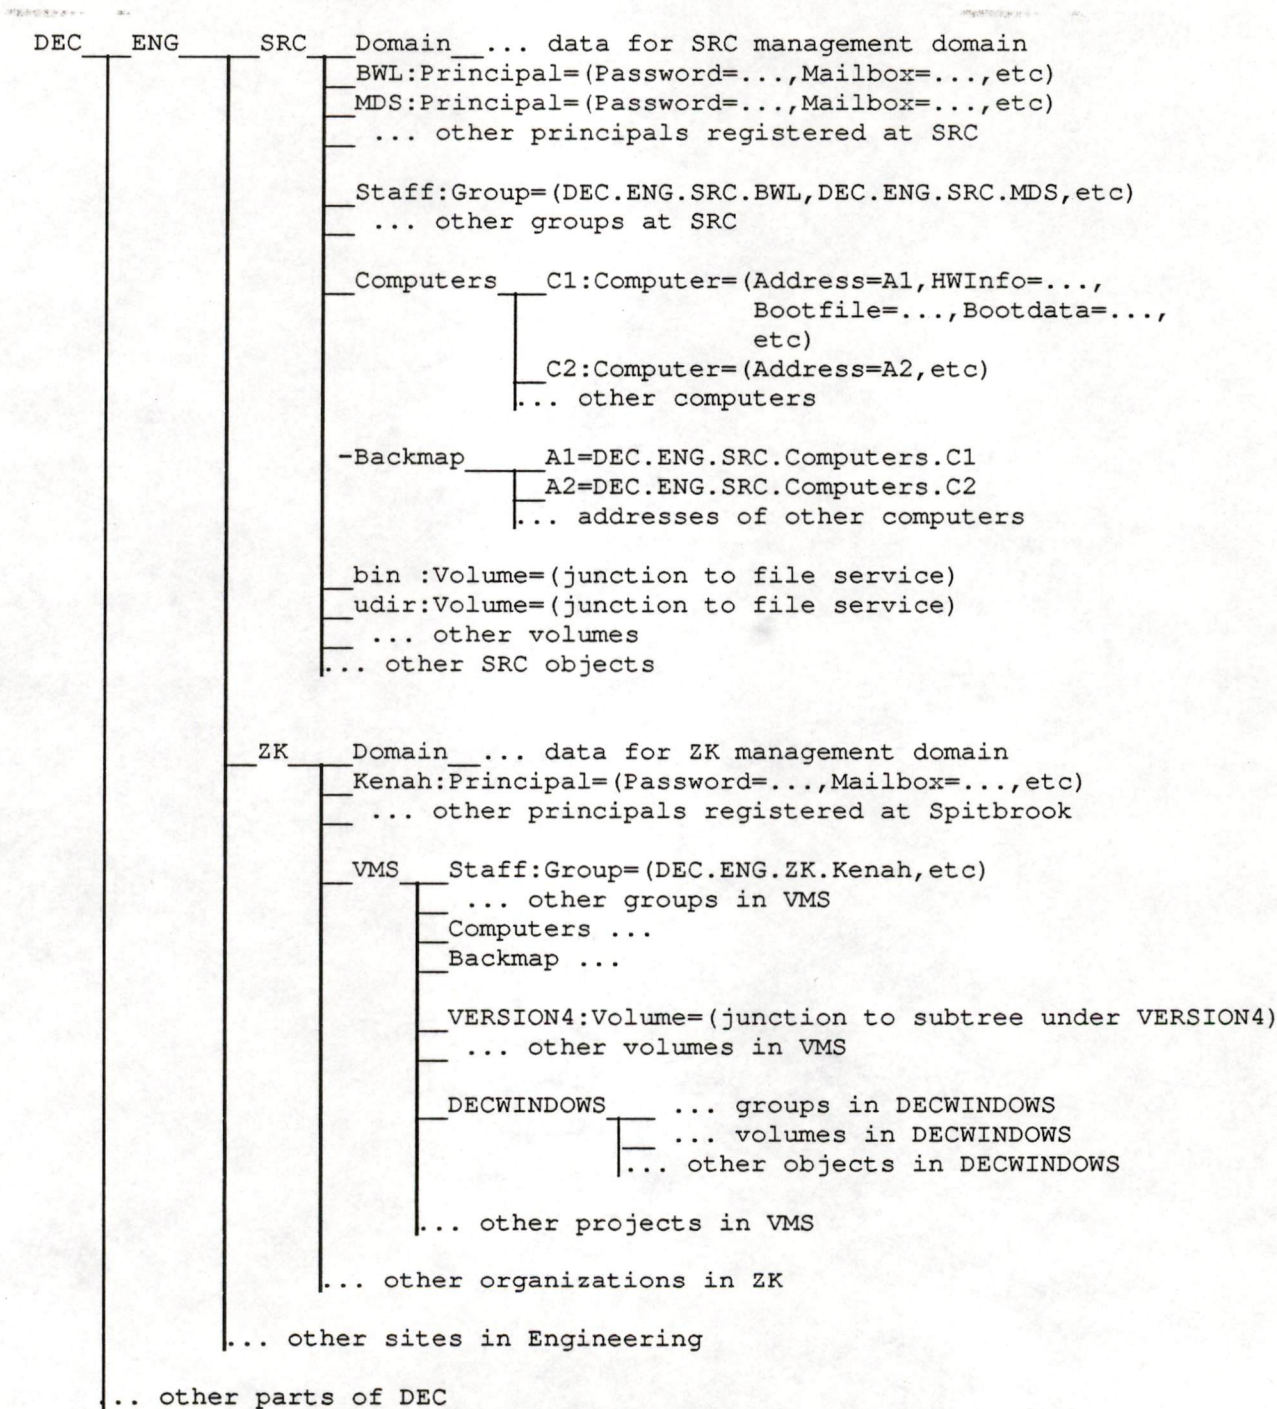 DEC ENG SRC Domain ... data for SRC management domain
BWL:Principal=(Password=...,Mailbox=...,etc)
MDS:Principal=(Password=...,Mailbox=...,etc)
... other principals registered at SRC
Staff:Group=(DEC.ENG.SRC.BWL,DEC.ENG.SRC.MDS,etc)
... other groups at SRC
Computers C1:Computer=(Address=A1,HWInfo=...,
Bootfile=...,Bootdata=...,
etc)
C2:Computer=(Address=A2,etc)
... other computers
-Backmap A1=DEC.ENG.SRC.Computers.C1
A2=DEC.ENG.SRC.Computers.C2
... addresses of other computers
bin :Volume=(junction to file service)
udir:Volume=(junction to file service)
... other volumes
... other SRC objects
ZK Domain ... data for ZK management domain
Kenah:Principal=(Password=...,Mailbox=...,etc)
... other principals registered at Spitbrook
VMS Staff:Group=(DEC.ENG.ZK.Kenah,etc)
... other groups in VMS
Computers ...
Backmap ...
VERSION4:Volume=(junction to subtree under VERSION4)
... other volumes in VMS
DECWINDOWS ... groups in DECWINDOWS
... volumes in DECWINDOWS
... other objects in DECWINDOWS
... other projects in VMS
... other organizations in ZK
... other sites in Engineering
... other parts of DEC